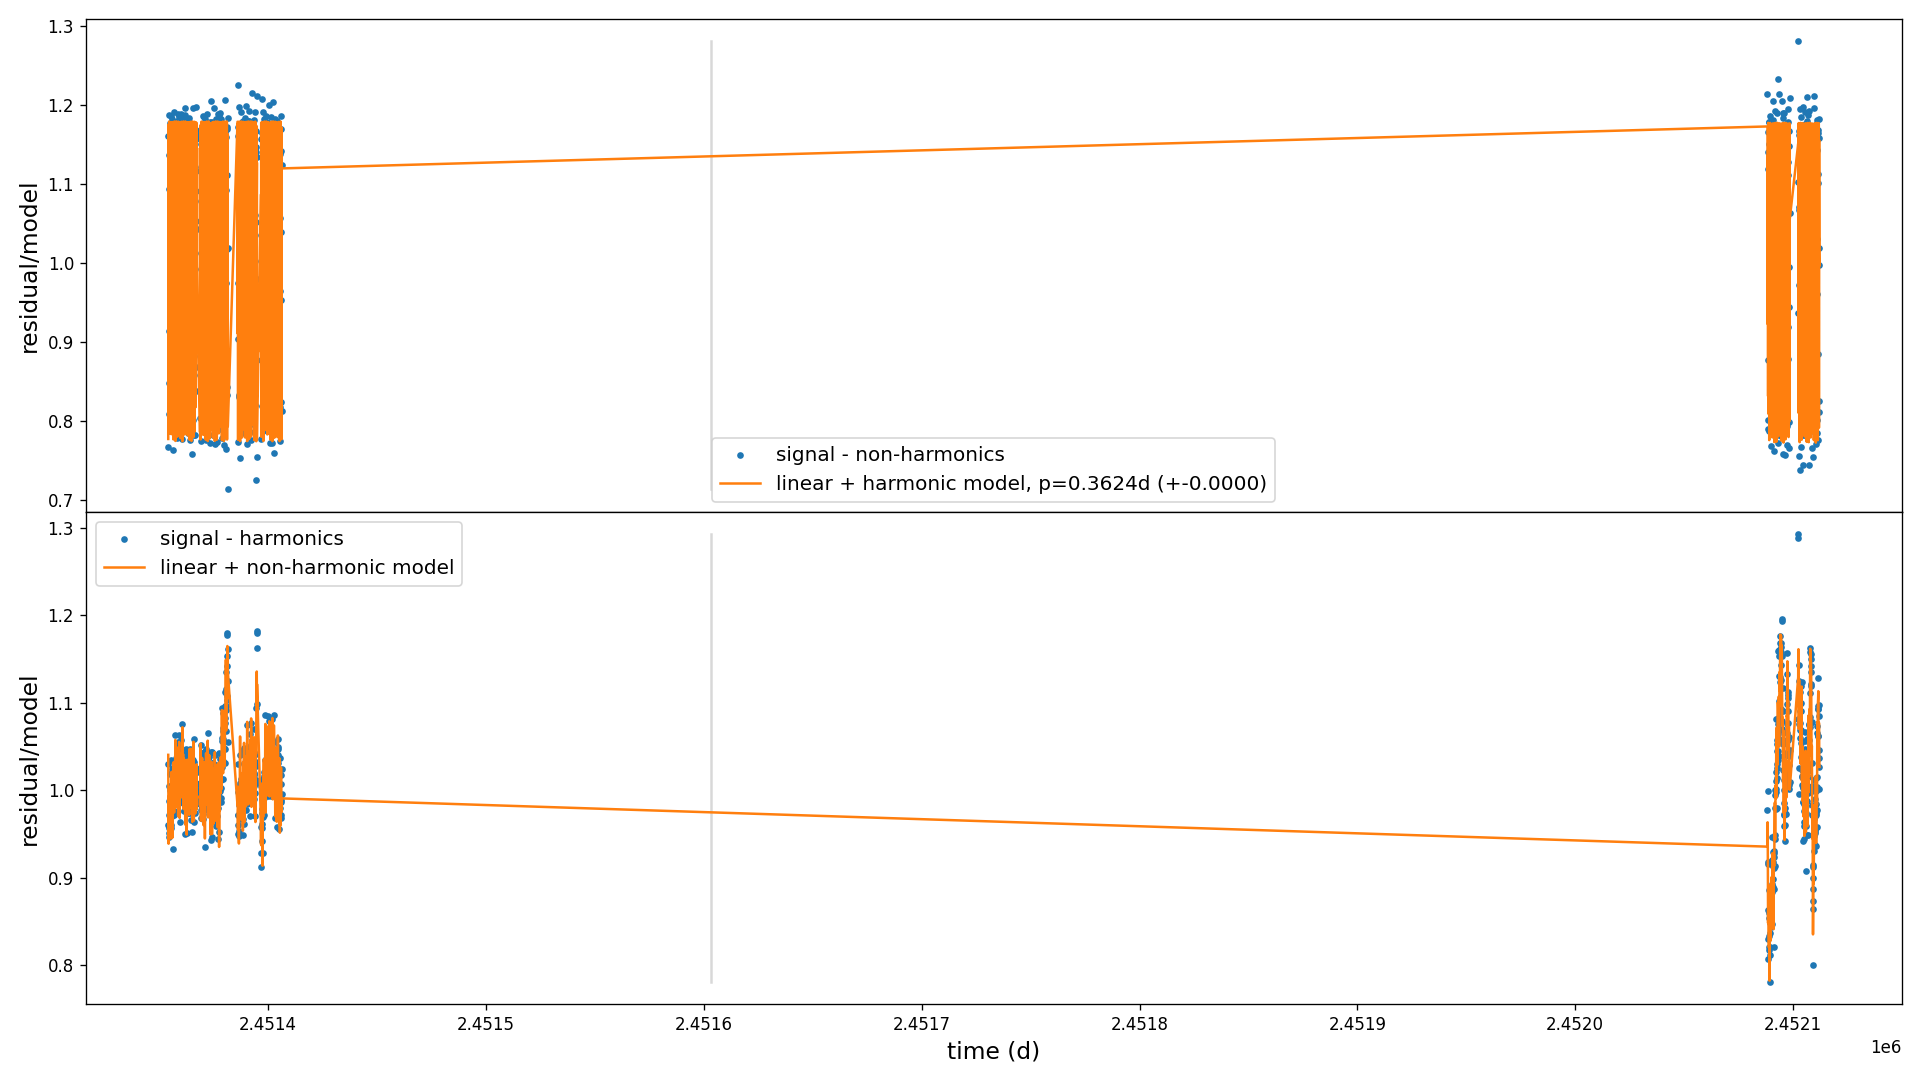 1.3
1.2
1.1
1.0
0.9
0.8
0.7
residual/model
signal - non-harmonics
linear + harmonic model, p=0.3624d (+-0.0000)
1.3
1.2
1.1
1.0
0.9
0.8
residual/model
signal - harmonics
linear + non-harmonic model
2.4514
2.4515
2.4516
2.4517
2.4518
2.4519
2.4520
2.4521
1e6
time (d)